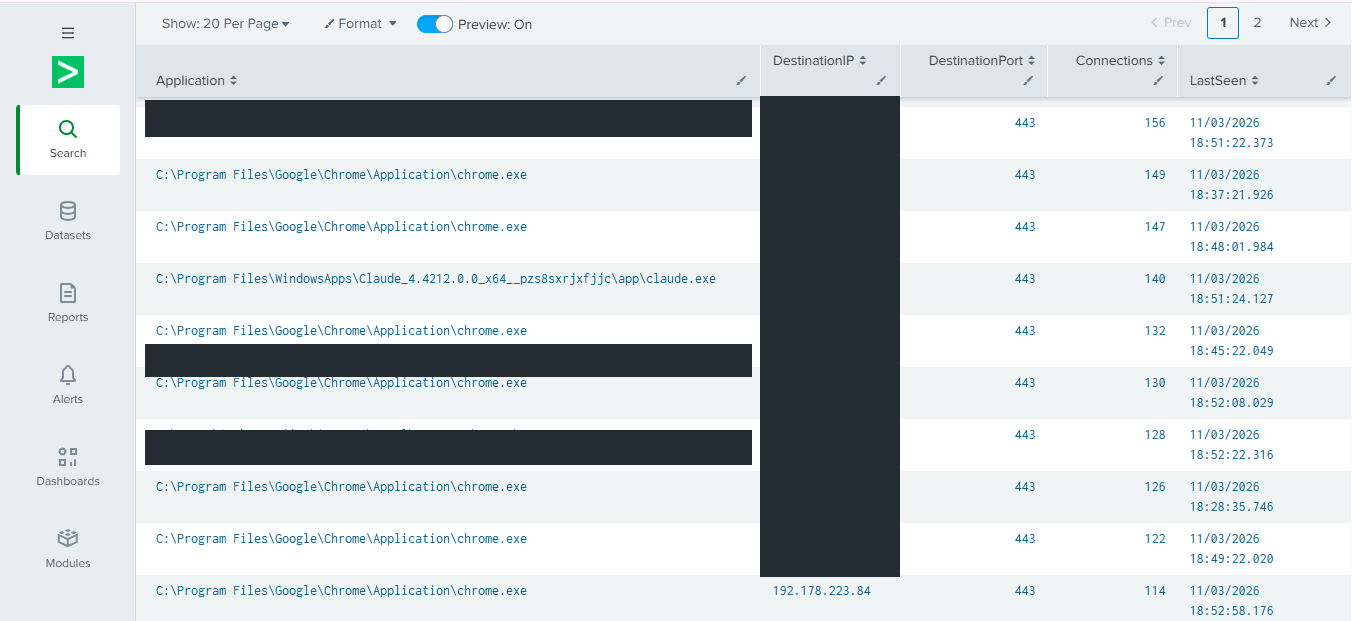 Show: 20 Per Page
Format
Preview: On
Prev
1
2
Next
Application
DestinationIP
DestinationPort
Connections
LastSeen
Search
Datasets
Reports
Alerts
Dashboards
Modules
443 156 11/03/2026
18:51:22.373
C:\Program Files\Google\Chrome\Application\chrome.exe 443 149 11/03/2026
18:37:21.926
C:\Program Files\Google\Chrome\Application\chrome.exe 443 147 11/03/2026
18:48:01.984
C:\Program Files\WindowsApps\Claude_4.4212.0.0_x64__pzs8sxrjxfjjc\app\claude.exe 443 140 11/03/2026
18:51:24.127
C:\Program Files\Google\Chrome\Application\chrome.exe 443 132 11/03/2026
18:45:22.049
C:\Program Files\Google\Chrome\Application\chrome.exe 443 130 11/03/2026
18:52:08.029
443 128 11/03/2026
18:52:22.316
C:\Program Files\Google\Chrome\Application\chrome.exe 443 126 11/03/2026
18:28:35.746
C:\Program Files\Google\Chrome\Application\chrome.exe 443 122 11/03/2026
18:49:22.020
C:\Program Files\Google\Chrome\Application\chrome.exe 192.178.223.84 443 114 11/03/2026
18:52:58.176